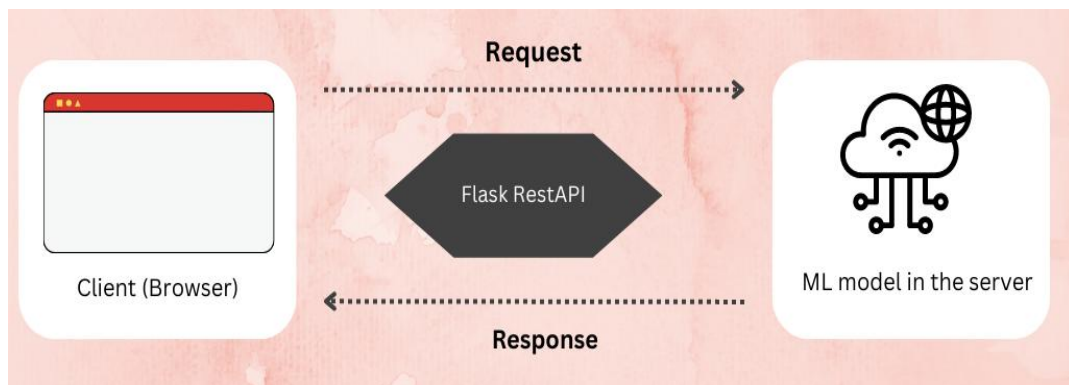 Request
Flask RestAPI
Client (Browser)
ML model in the server
Response